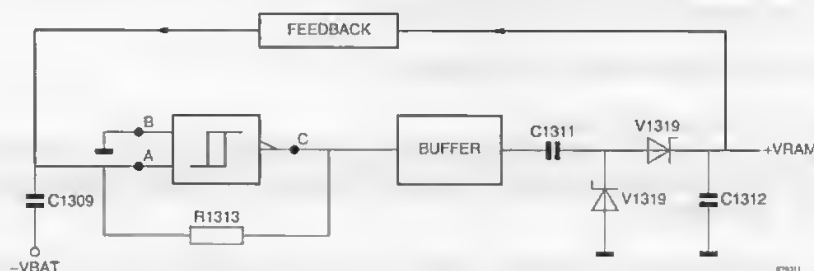 FEEDBACK
B
A
C
BUFFER
C1311
V1319
+VRAM
C1309
R1313
V1319
C1312
-VBAT